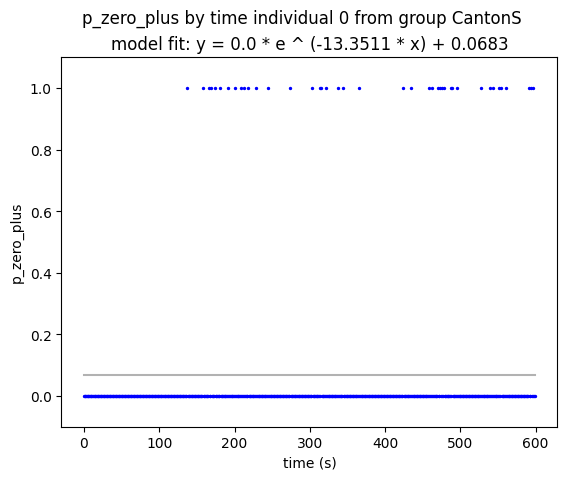 p_zero_plus by time individual 0 from group CantonS
model fit: y = 0.0 * e ^ (-13.3511 * x) + 0.0683
1.0
0.8
0.6
0.4
0.2
0.0
p_zero_plus
0 100 200 300 400 500 600
time (s)